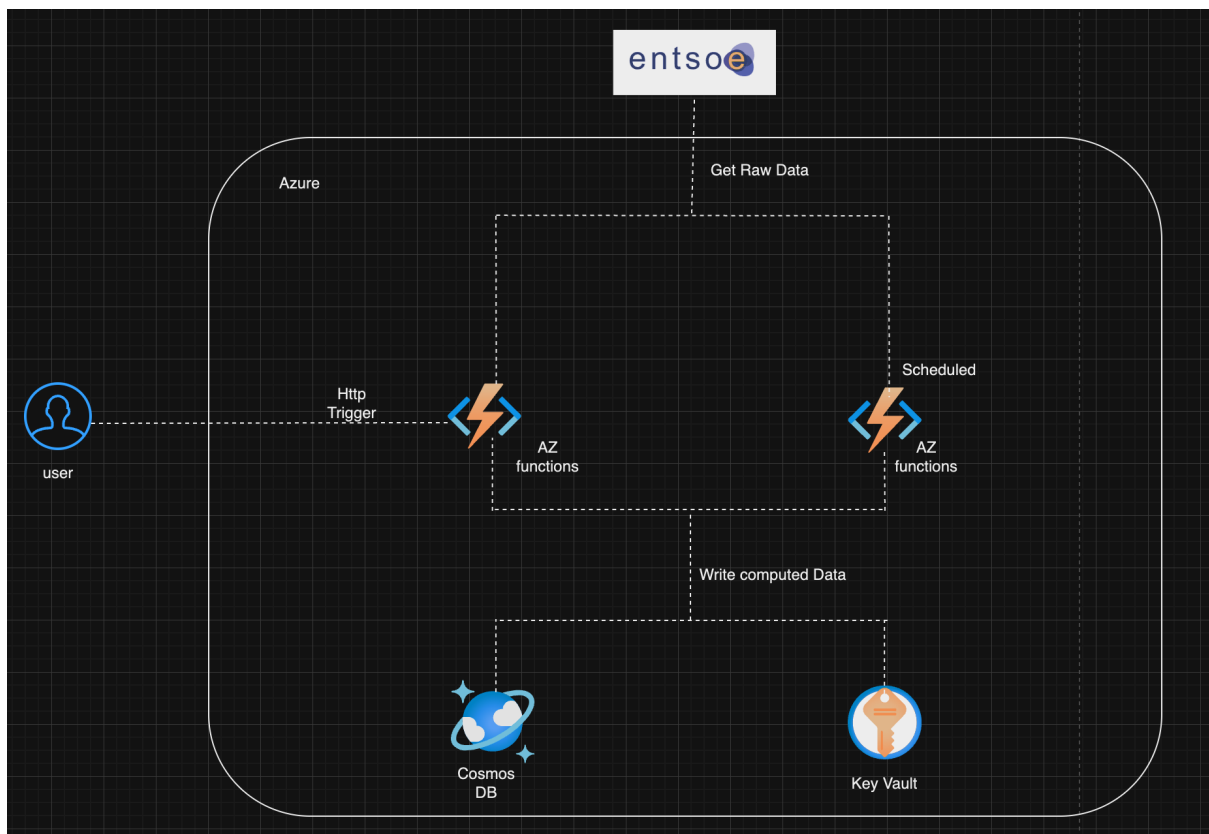 entsoe
Get Raw Data
Azure
Scheduled
Http
Trigger
AZ
functions
AZ
functions
user
Write computed Data
Cosmos
DB
Key Vault